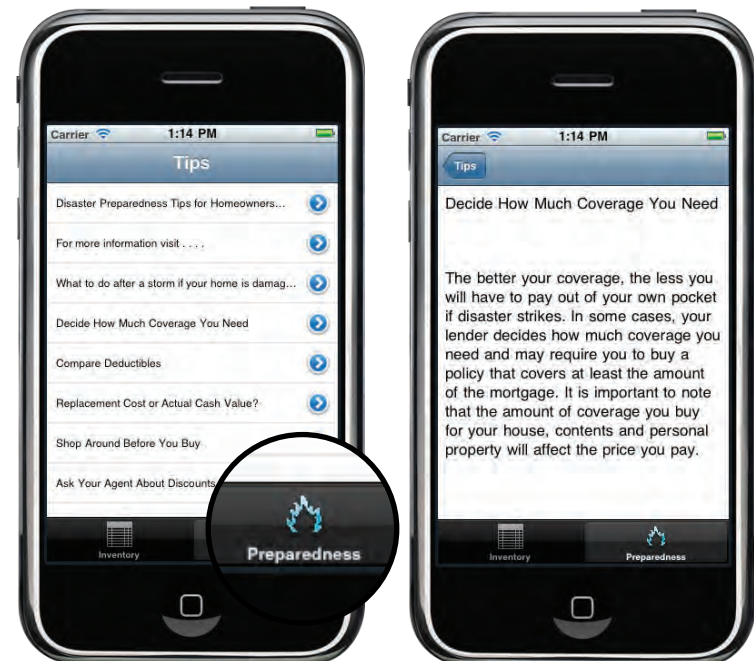 Carrier 1:14 PM
Tips
Disaster Preparedness Tips for Homeowners...
For more information visit . . . .
What to do after a storm if your home is damag...
Decide How Much Coverage You Need
Compare Deductibles
Replacement Cost or Actual Cash Value?
Shop Around Before You Buy
Ask Your Agent About Discounts
Inventory
Preparedness
Carrier 1:14 PM
Tips
Decide How Much Coverage You Need
The better your coverage, the less you
will have to pay out of your own pocket
if disaster strikes. In some cases, your
lender decides how much coverage you
need and may require you to buy a
policy that covers at least the amount
of the mortgage. It is important to note
that the amount of coverage you buy
for your house, contents and personal
property will affect the price you pay.
Inventory
Preparedness